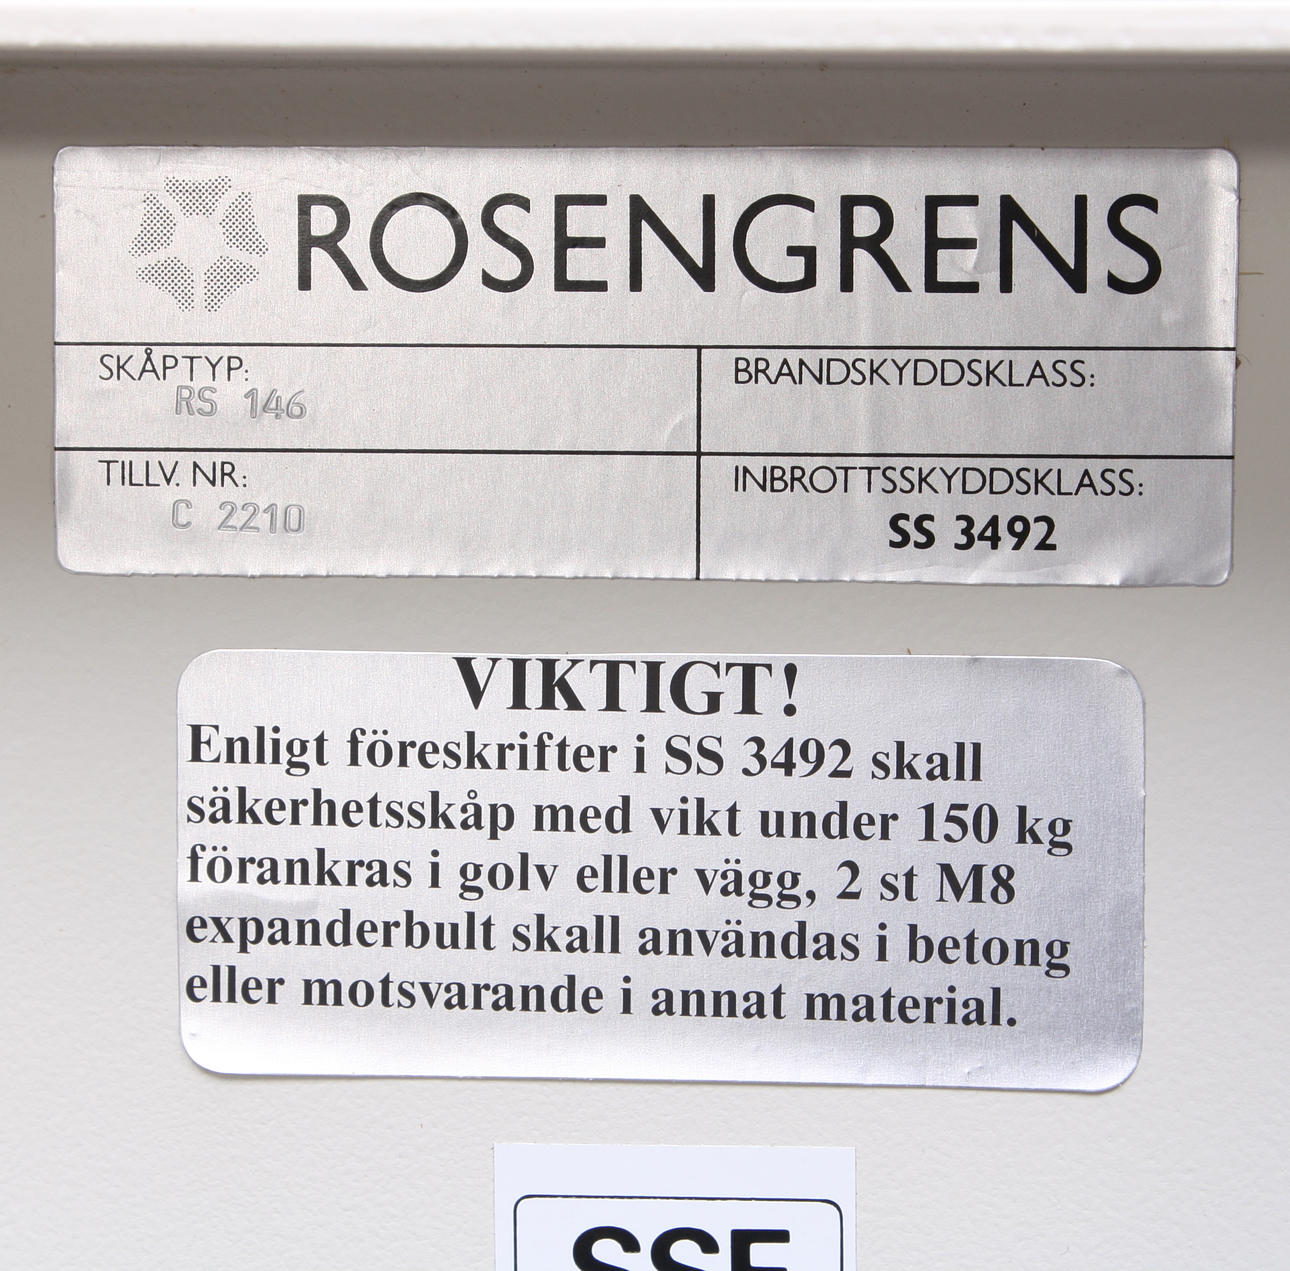 ROSENGRENS
SKÅPTYP:
RS 146
BRANDSKYDDSKLASS:
TILLV. NR:
C 2210
INBROTTSSKYDDSKLASS:
SS 3492
VIKTIGT!
Enligt föreskrifter i SS 3492 skall
säkerhetsskåp med vikt under 150 kg
förankras i golv eller vägg, 2 st M8
expanderbult skall användas i betong
eller motsvarande i annat material.
SSF